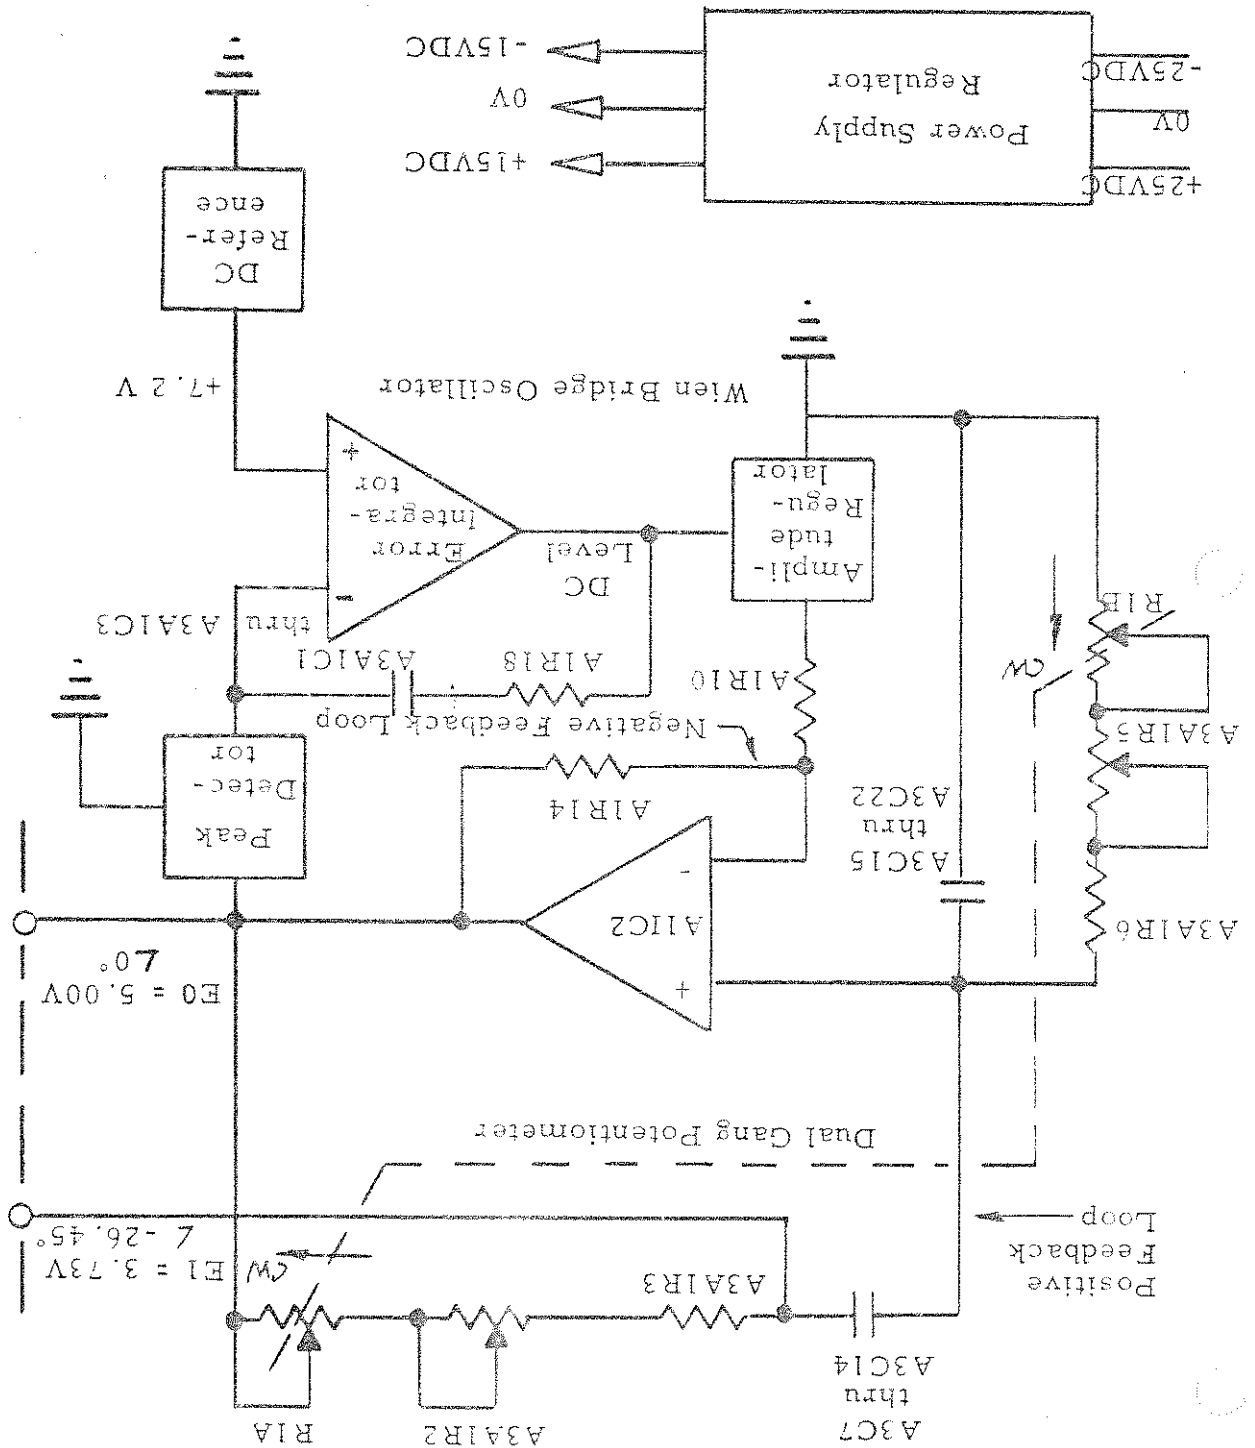 A3C7
thru
A3C14
A3A1R2
R1A
A3A1R3
Positive
Feedback
Loop
CW
E1 = 3.73V
∠ -26.45°
Dual Gang Potentiometer
E0 = 5.00V
∠0°
A3A1R6
A3C15
thru
A3C22
+
A1IC2
-
A1R14
Peak
Detec-
tor
A3A1R5
Negative Feedback Loop
A1R10
CW
R1B
A1R18
A3A1C1
thru A3A1C3
Ampli-
tude
Regu-
lator
DC
Level
-
Error
Integra-
tor
+
Wien Bridge Oscillator
+7.2 V
DC
Refer-
ence
+25VDC
0V
-25VDC
Power Supply
Regulator
+15VDC
0V
-15VDC